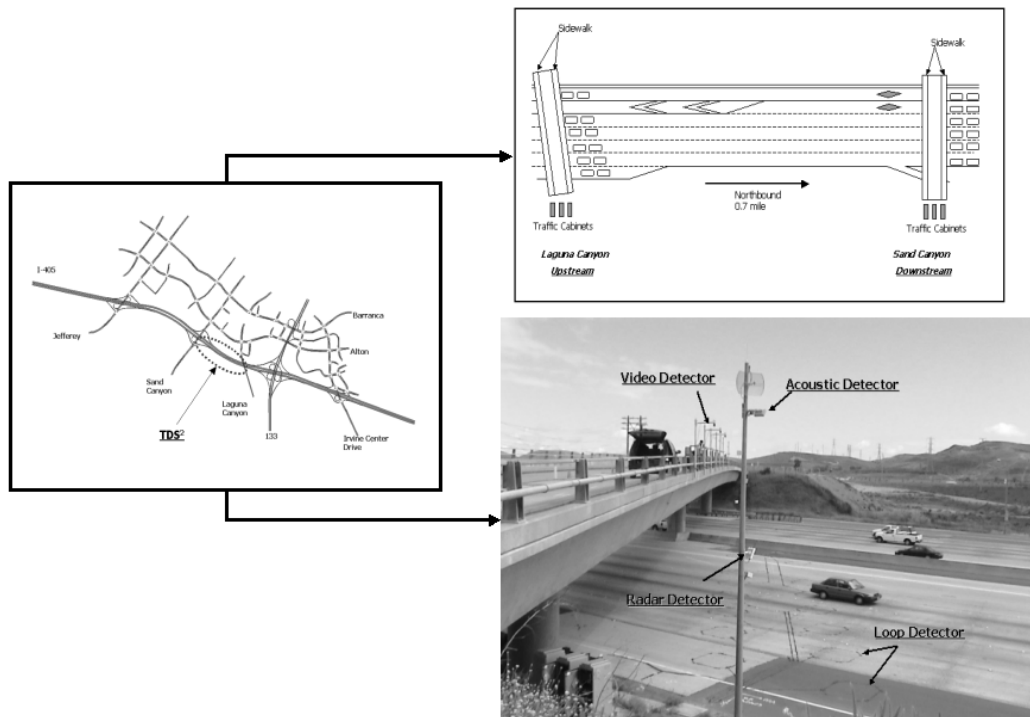 Sidewalk
Sidewalk
Northbound
0.7 mile
Traffic Cabinets
Traffic Cabinets
Laguna Canyon
Upstream
Sand Canyon
Downstream
I-405
Jefferey
Barranca
Alton
Sand
Canyon
Laguna
Canyon
TDS²
133
Irvine Center
Drive
Video Detector
Acoustic Detector
Radar Detector
Loop Detector